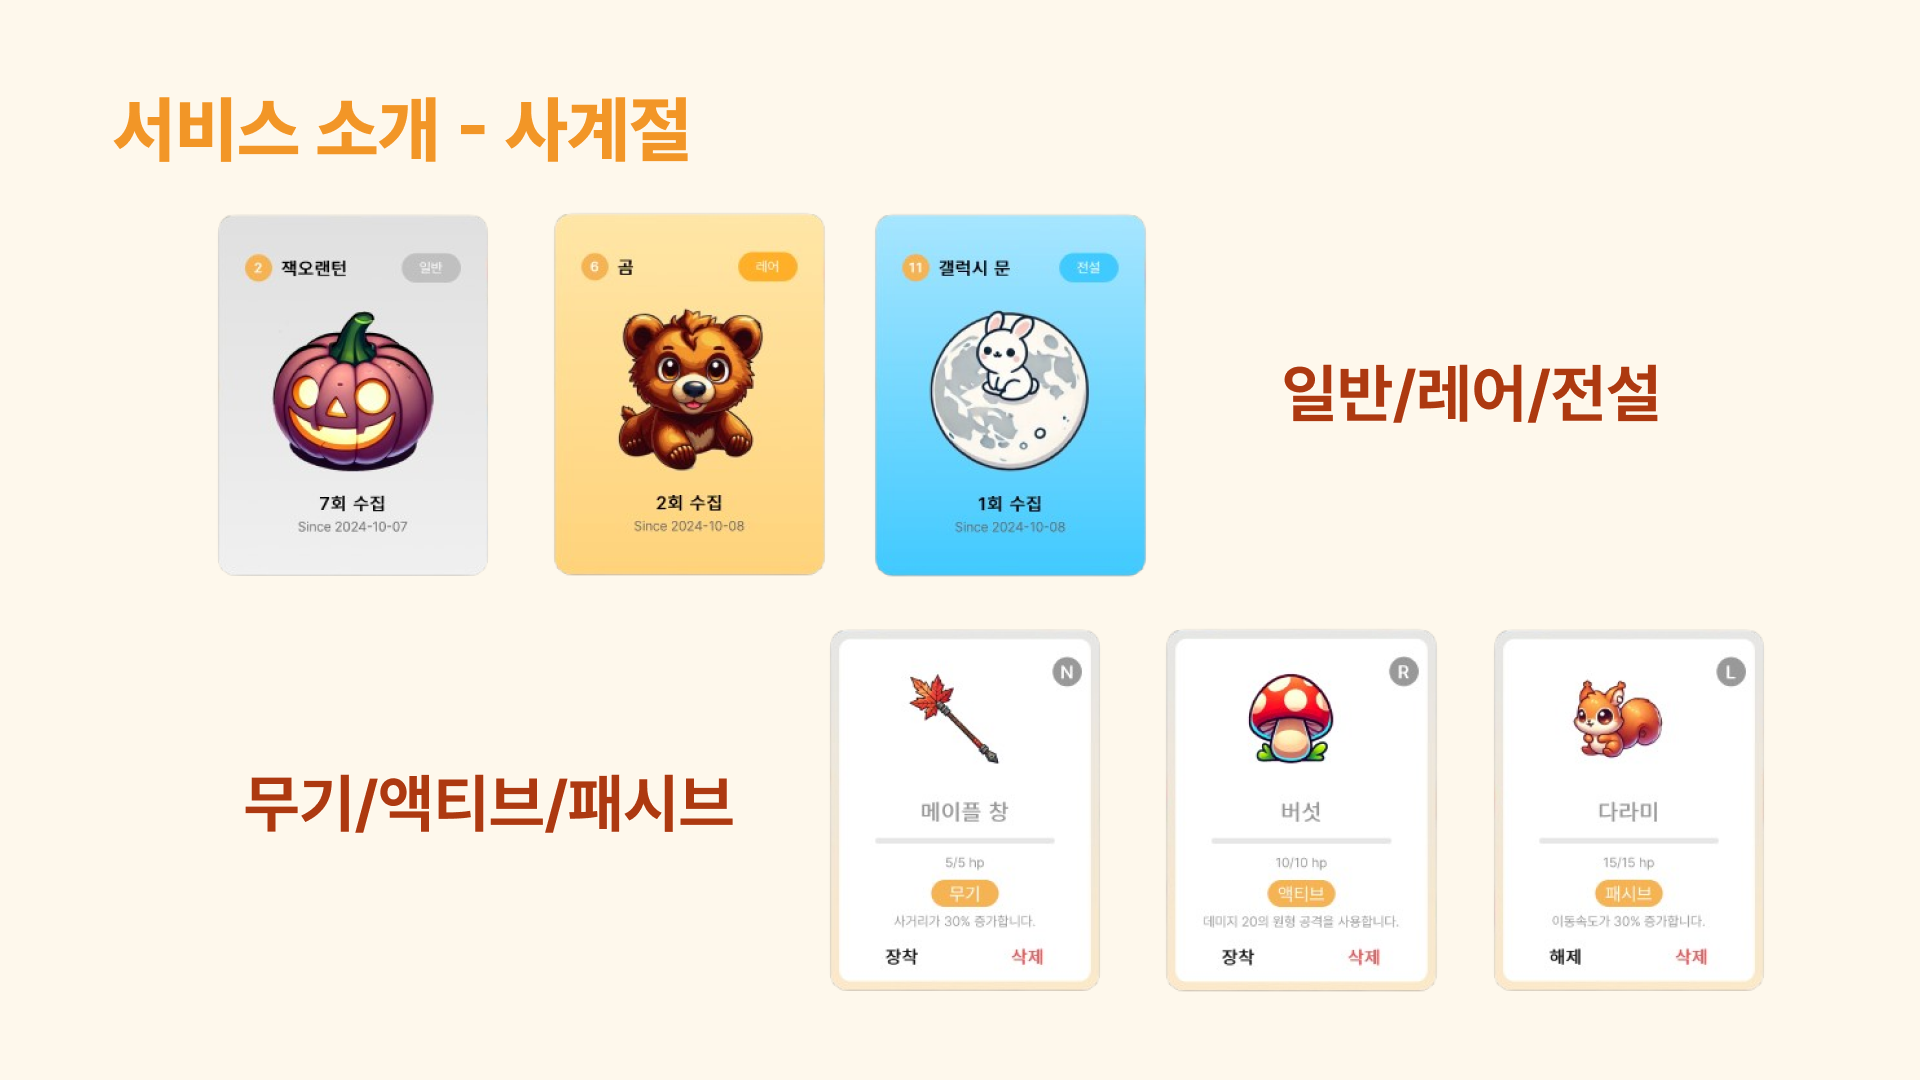 서비스 소개 - 사계절
2 잭오랜턴 일반
7회 수집
Since 2024-10-07
6 곰 레어
2회 수집
Since 2024-10-08
11 갤럭시 문 전설
1회 수집
Since 2024-10-08
일반/레어/전설
무기/액티브/패시브
N
메이플 창
5/5 hp
무기
사거리가 30% 증가합니다.
장착 삭제
R
버섯
10/10 hp
액티브
데미지 20의 원형 공격을 사용합니다.
장착 삭제
L
다라미
15/15 hp
패시브
이동속도가 30% 증가합니다.
해제 삭제